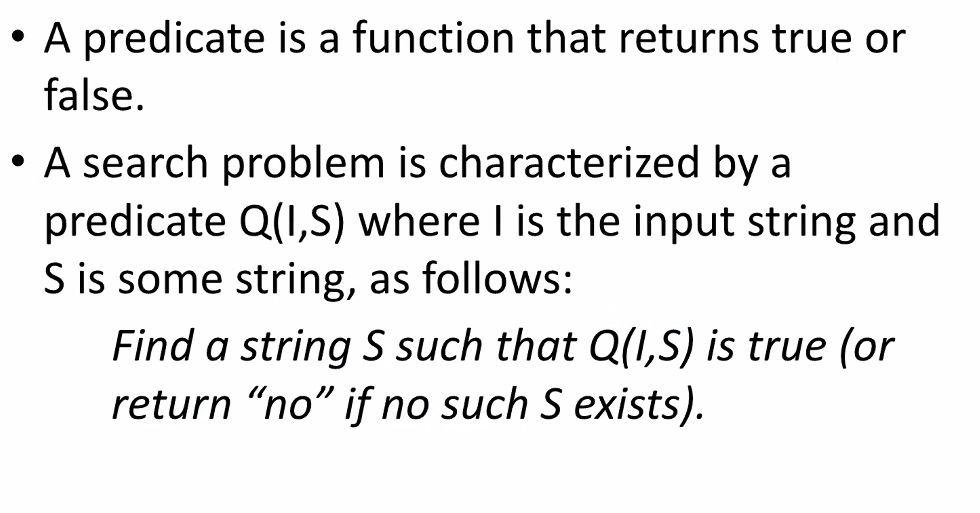 • A predicate is a function that returns true or
false.
• A search problem is characterized by a
predicate Q(I,S) where I is the input string and
S is some string, as follows:
Find a string S such that Q(I,S) is true (or
return “no” if no such S exists).